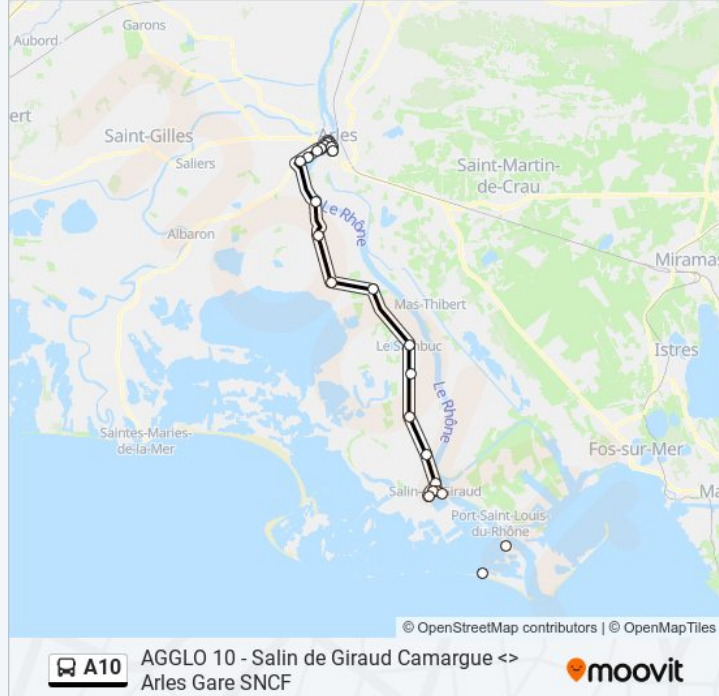 Garons
Aubord
ert
Saint-Gilles
Arles
Saliers
Saint-Martin-
de-Crau
Le Rhône
Albaron
Miramas
Mas-Thibert
Le Sambuc
Istres
Le Rhône
Saintes-Maries-
de-la-Mer
Fos-sur-Mer
Salin-de-Giraud
Ma
Port-Saint-Louis-
du-Rhône
© OpenStreetMap contributors | © OpenMapTiles
A10
AGGLO 10 - Salin de Giraud Camargue <>
Arles Gare SNCF
moovit